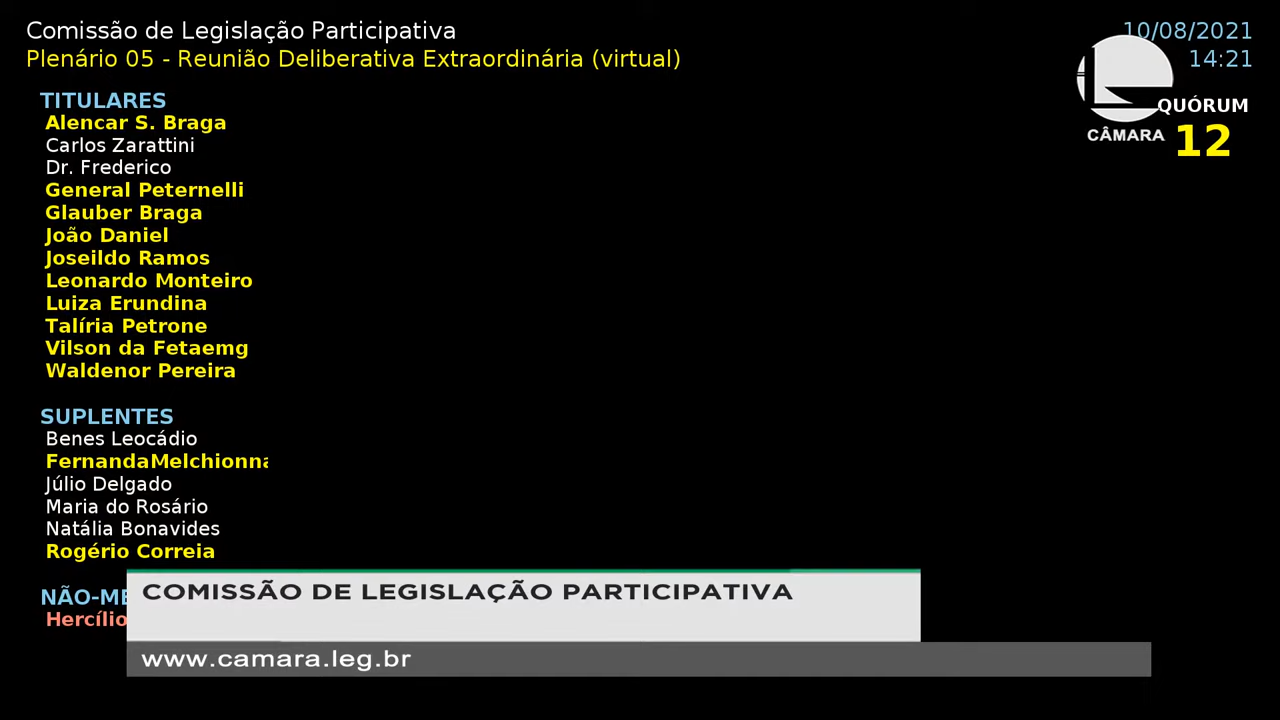 Comissão de Legislação Participativa
Plenário 05 - Reunião Deliberativa Extraordinária (virtual)
10/08/2021
14:21
QUÓRUM
12
CÂMARA
TITULARES
Alencar S. Braga
Carlos Zarattini
Dr. Frederico
General Peternelli
Glauber Braga
João Daniel
Joseildo Ramos
Leonardo Monteiro
Luiza Erundina
Talíria Petrone
Vilson da Fetaemg
Waldenor Pereira
SUPLENTES
Benes Leocádio
FernandaMelchionna
Júlio Delgado
Maria do Rosário
Natália Bonavides
Rogério Correia
NÃO-ME
Hercílio
COMISSÃO DE LEGISLAÇÃO PARTICIPATIVA
www.camara.leg.br